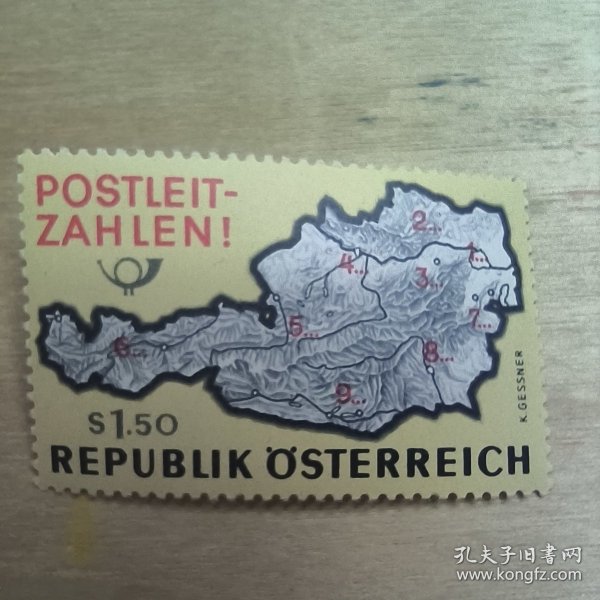 POSTLEIT-
ZAHLEN!
2...
1...
4...
3...
7...
5...
6...
8...
9...
S1.50
K. GESSNER
REPUBLIK ÖSTERREICH
孔夫子旧书网
www.kongfz.com